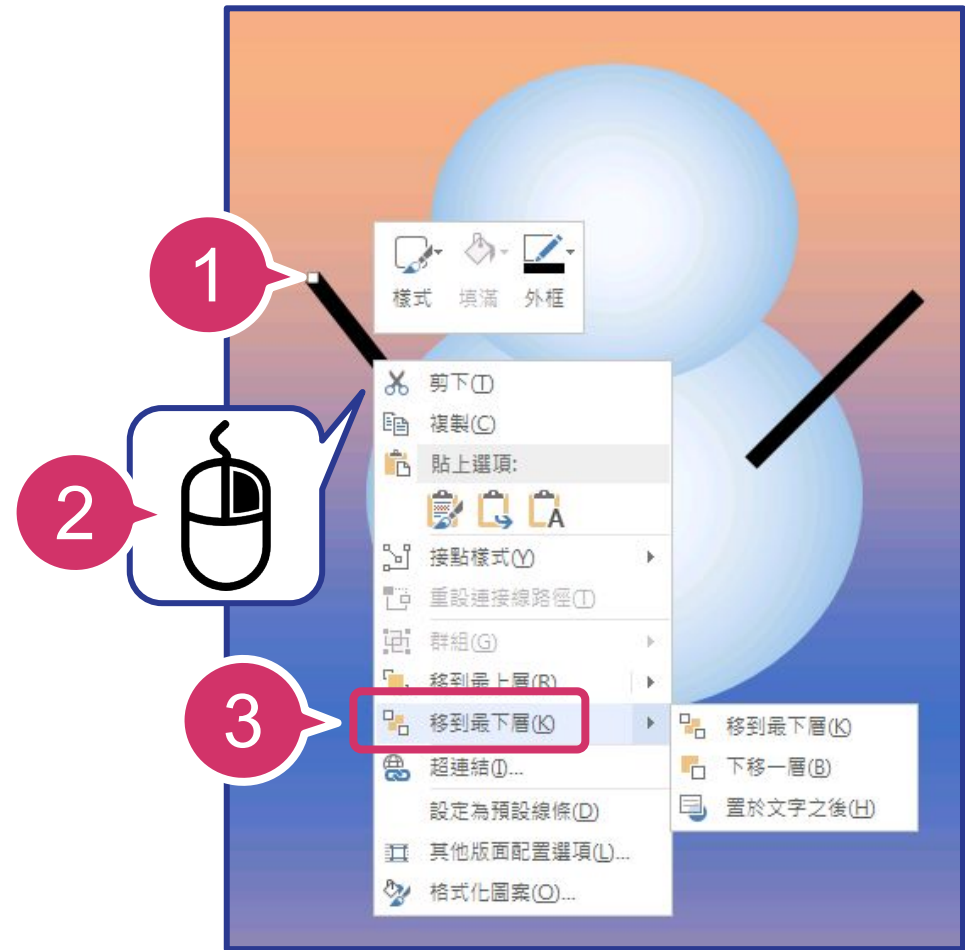 1
樣式 填滿 外框
剪下(T)
複製(C)
貼上選項:
A
2
接點樣式(Y)
重設連接線路徑(T)
群組(G)
移到最上層(R)
3
移到最下層(K)
移到最下層(K)
超連結(I)...
下移一層(B)
設定為預設線條(D)
置於文字之後(H)
其他版面配置選項(L)...
格式化圖案(O)...